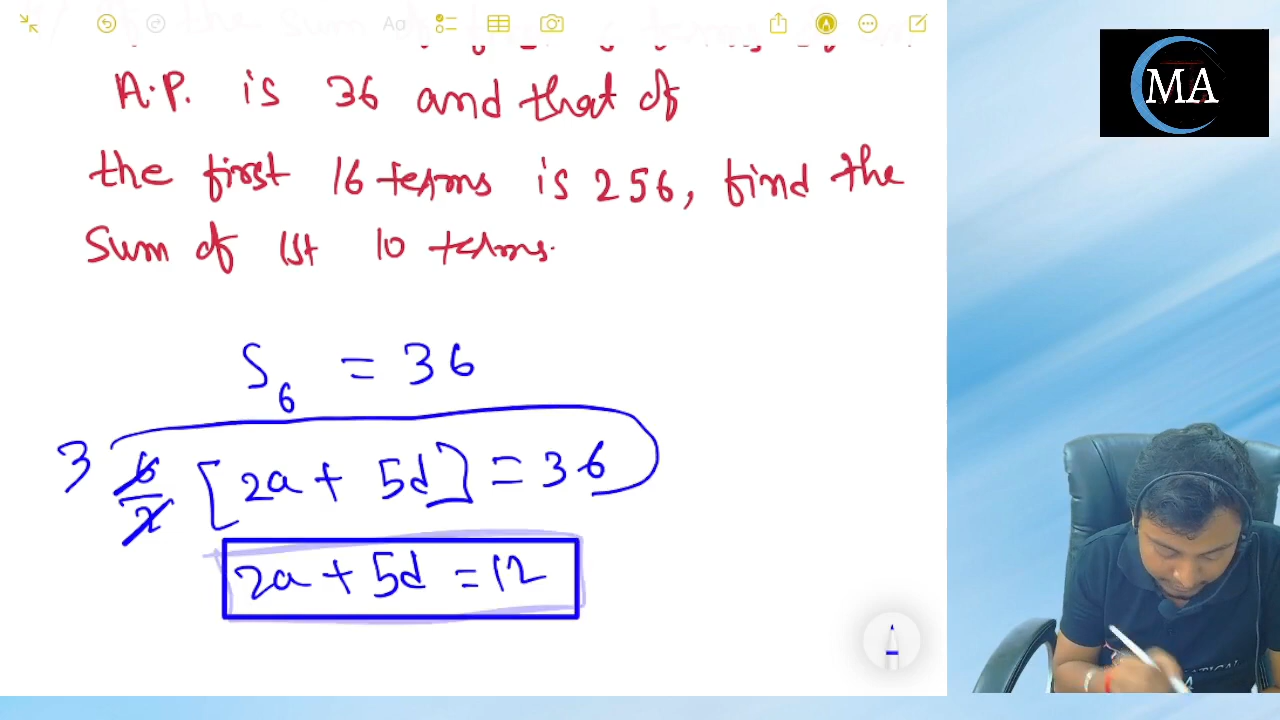 Aa
A.P. is 36 and that of
the first 16 terms is 256, find the
Sum of 1st 10 terms.
MA
S₆ = 36
3 6/2 [2a + 5d] = 36
2a + 5d = 12